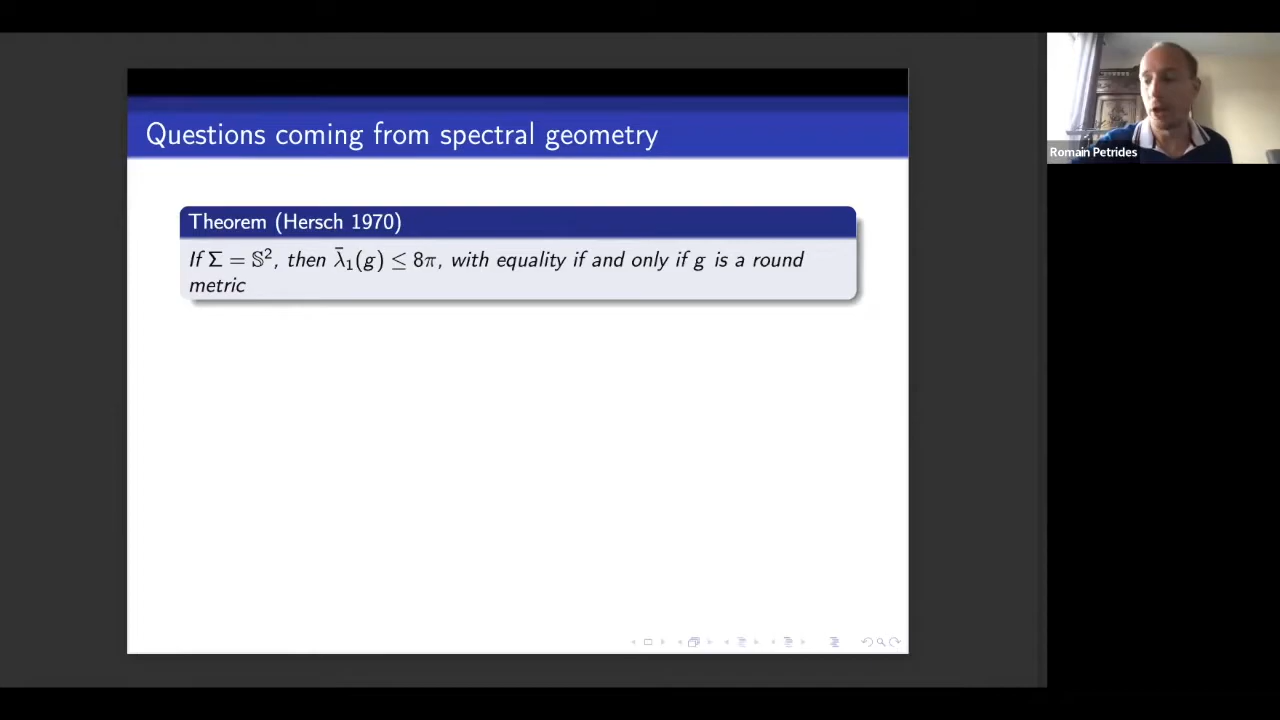 Questions coming from spectral geometry
Theorem (Hersch 1970)
If Σ = 𝕊², then λ̄₁(g) ≤ 8π, with equality if and only if g is a round
metric
Romain Petrides